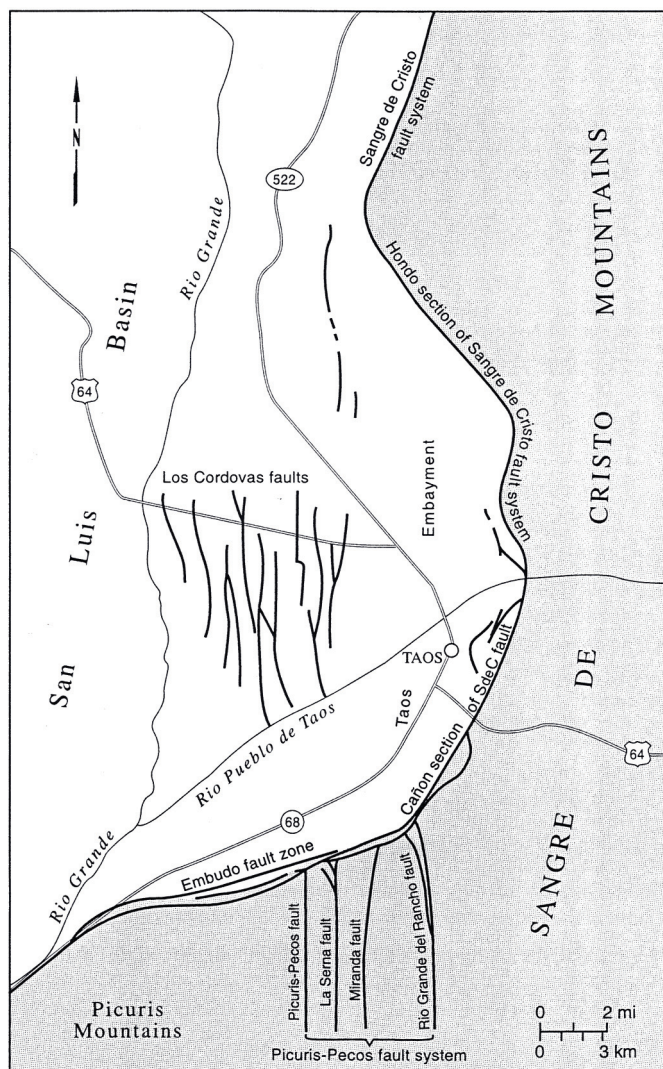 Sangre de Cristo
fault system
N
522
Rio Grande
MOUNTAINS
Hondo section of Sangre de Cristo fault system
Basin
64
CRISTO
Los Cordovas faults
Embayment
Luis
San
TAOS
Taos
DE
Rio Pueblo de Taos
Cañon section of SdeC fault
64
68
SANGRE
Rio Grande
Embudo fault zone
Picuris-Pecos fault
La Serna fault
Miranda fault
Rio Grande del Rancho fault
Picuris
Mountains
0 2 mi
0 3 km
Picuris-Pecos fault system